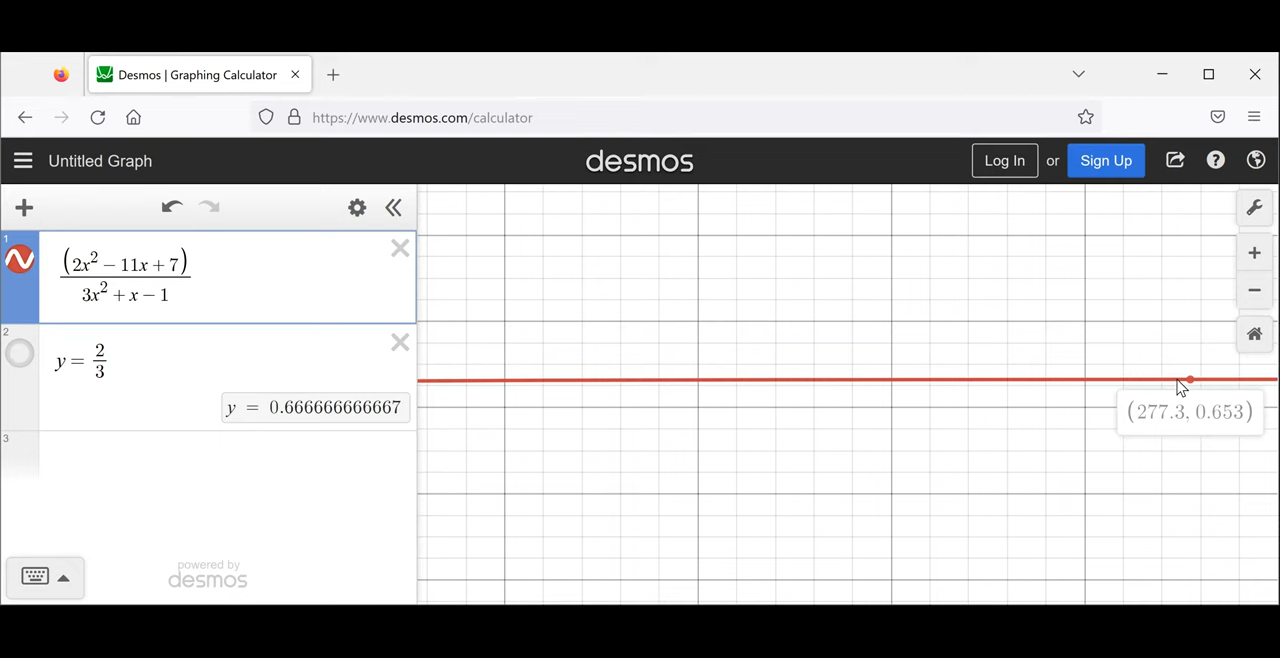 Desmos | Graphing Calculator
https://www.desmos.com/calculator
Untitled Graph
desmos
Log In or Sign Up
1
(2x² − 11x + 7)
3x² + x − 1
2
y = 2/3
y = 0.666666666667
(277.3, 0.653)
3
powered by
desmos